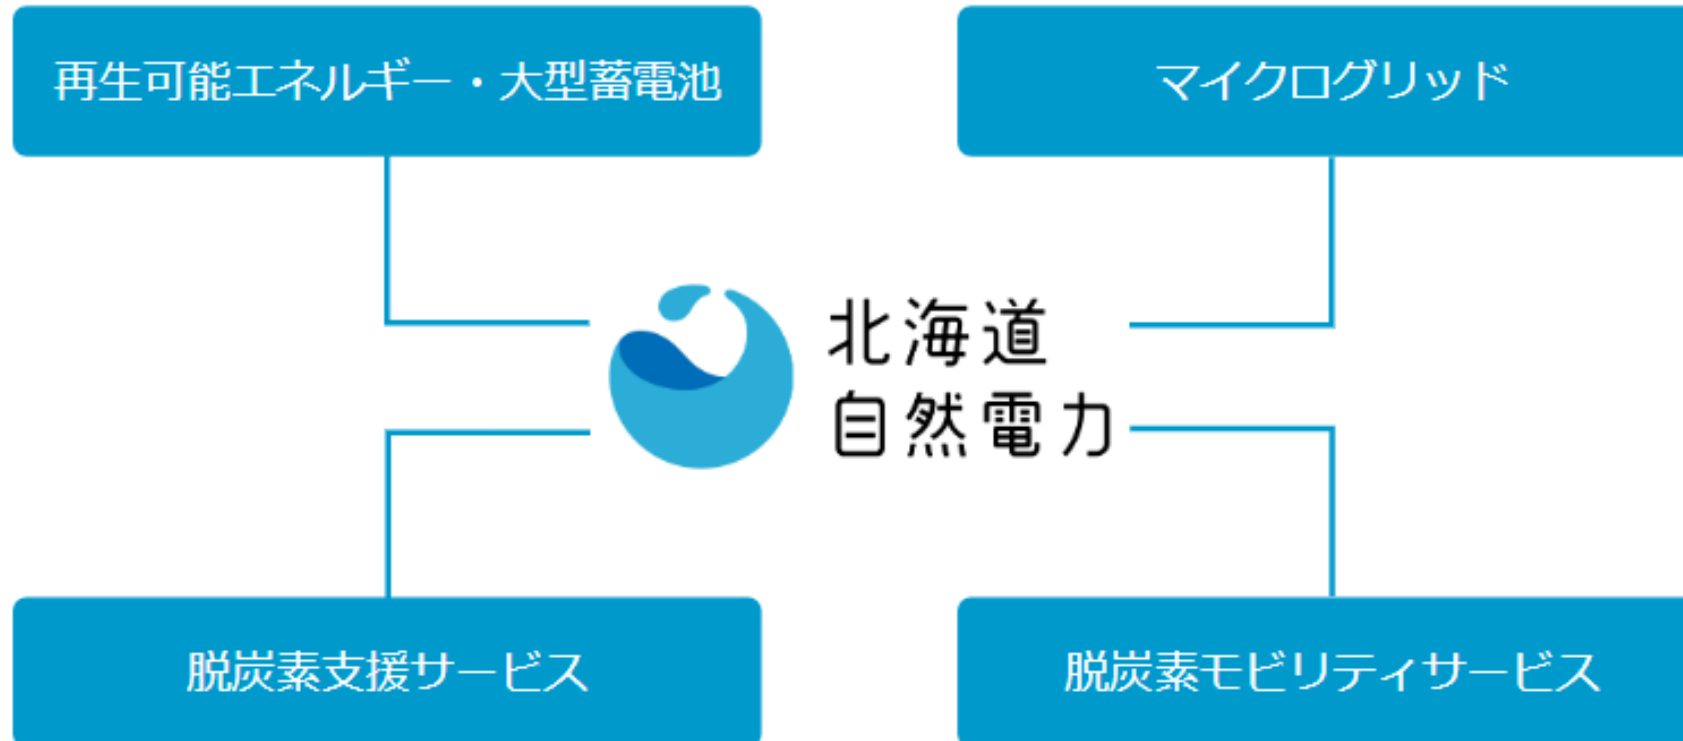 再生可能エネルギー・大型蓄電池
マイクログリッド
北海道
自然電力
脱炭素支援サービス
脱炭素モビリティサービス